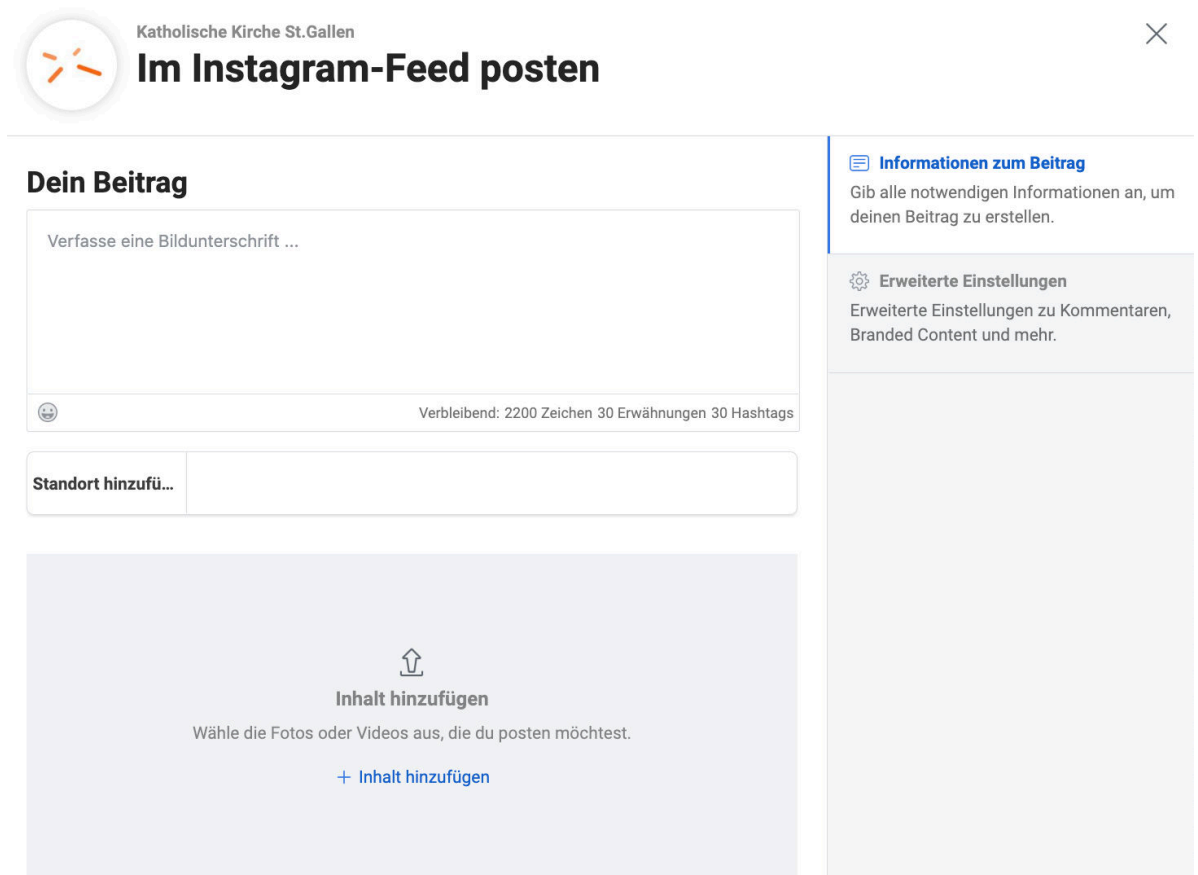 Katholische Kirche St.Gallen
Im Instagram-Feed posten
Dein Beitrag
Verfasse eine Bildunterschrift ...
Verbleibend: 2200 Zeichen 30 Erwähnungen 30 Hashtags
Standort hinzufü...
Inhalt hinzufügen
Wähle die Fotos oder Videos aus, die du posten möchtest.
+ Inhalt hinzufügen
Informationen zum Beitrag
Gib alle notwendigen Informationen an, um
deinen Beitrag zu erstellen.
Erweiterte Einstellungen
Erweiterte Einstellungen zu Kommentaren,
Branded Content und mehr.